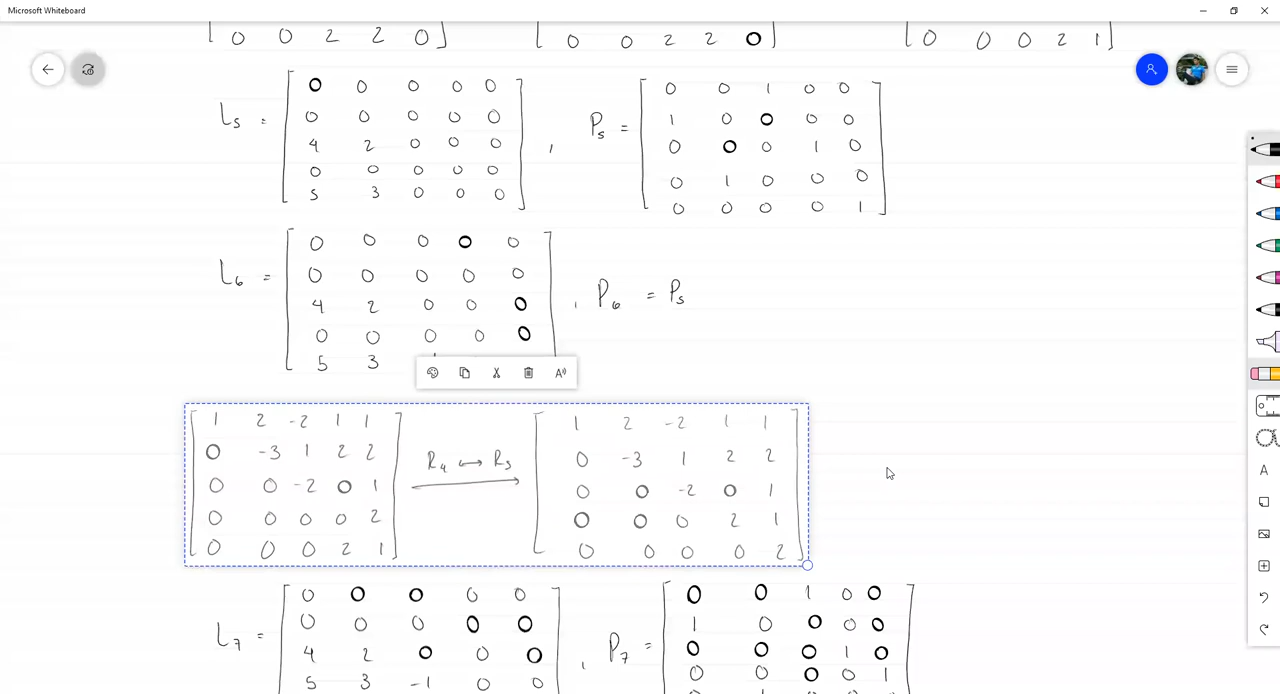 Microsoft Whiteboard
0 0 2 2 0 0 0 2 2 0 0 0 0 2 1
L5 = [ 0 0 0 0 0 , P5 = [ 0 0 1 0 0
0 0 0 0 0 1 0 0 0 0
4 2 0 0 0 0 0 0 1 0
0 0 0 0 0 0 1 0 0 0
5 3 0 0 0 ] 0 0 0 0 1 ]
L6 = [ 0 0 0 0 0 , P6 = P5
0 0 0 0 0
4 2 0 0 0
0 0 0 0 0
5 3
[ 1 2 -2 1 1 R4 ↔ R5 [ 1 2 -2 1 1
0 -3 1 2 2 0 -3 1 2 2
0 0 -2 0 1 0 0 -2 0 1
0 0 0 0 2 0 0 0 2 1
0 0 0 2 1 ] 0 0 0 0 2 ]
L7 = [ 0 0 0 0 0 , P7 = [ 0 0 1 0 0
0 0 0 0 0 1 0 0 0 0
4 2 0 0 0 0 0 0 1 0
5 3 -1 0 0 0 0 0 0 1